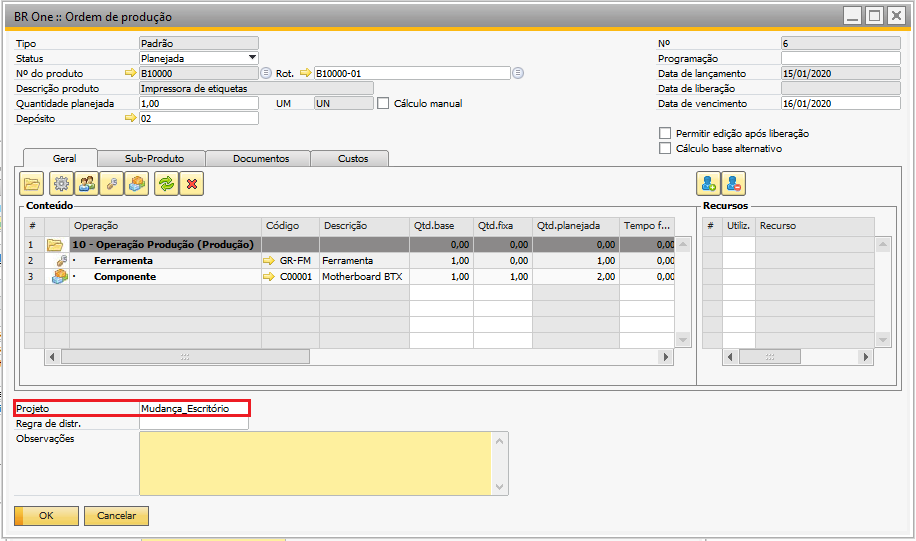 BR One :: Ordem de produção
Tipo Padrão Nº 6
Status Planejada Programação
Nº do produto B10000 Rot. B10000-01 Data de lançamento 15/01/2020
Descrição produto Impressora de etiquetas Data de liberação
Quantidade planejada 1,00 UM UN Cálculo manual Data de vencimento 16/01/2020
Depósito 02
Permitir edição após liberação
Cálculo base alternativo
Geral Sub-Produto Documentos Custos
Conteúdo Recursos
# Operação Código Descrição Qtd.base Qtd.fixa Qtd.planejada Tempo f... # Utiliz. Recurso
1 10 - Operação Produção (Produção) 0,00 0,00 0,00 0,00
2 · Ferramenta GR-FM Ferramenta 1,00 0,00 1,00 0,00
3 · Componente C00001 Motherboard BTX 1,00 1,00 2,00 0,00
Projeto Mudança_Escritório
Regra de distr.
Observações
OK Cancelar